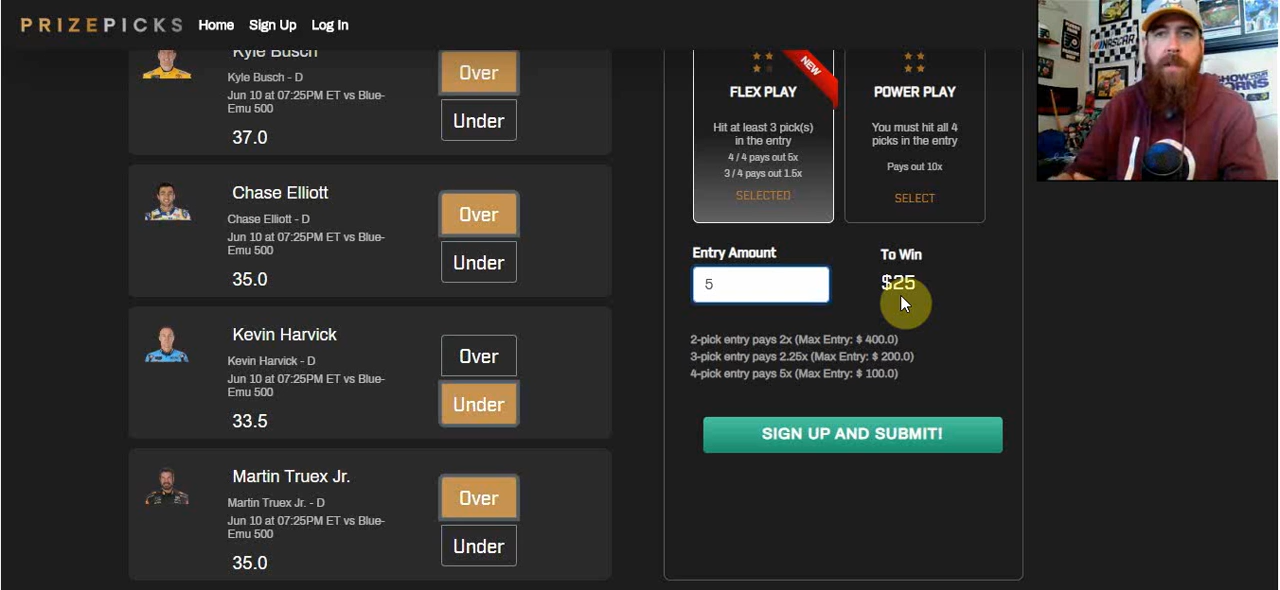 PRIZEPICKS
Home
Sign Up
Log In
Kyle Busch
Kyle Busch - D
Jun 10 at 07:25PM ET vs Blue-
Emu 500
37.0
Over
Under
Chase Elliott
Chase Elliott - D
Jun 10 at 07:25PM ET vs Blue-
Emu 500
35.0
Over
Under
Kevin Harvick
Kevin Harvick - D
Jun 10 at 07:25PM ET vs Blue-
Emu 500
33.5
Over
Under
Martin Truex Jr.
Martin Truex Jr. - D
Jun 10 at 07:25PM ET vs Blue-
Emu 500
35.0
Over
Under
NEW
FLEX PLAY
Hit at least 3 pick(s)
in the entry
4 / 4 pays out 5x
3 / 4 pays out 1.5x
SELECTED
POWER PLAY
You must hit all 4
picks in the entry
Pays out 10x
SELECT
Entry Amount
5
To Win
$25
2-pick entry pays 2x (Max Entry: $ 400.0)
3-pick entry pays 2.25x (Max Entry: $ 200.0)
4-pick entry pays 5x (Max Entry: $ 100.0)
SIGN UP AND SUBMIT!
NASCAR